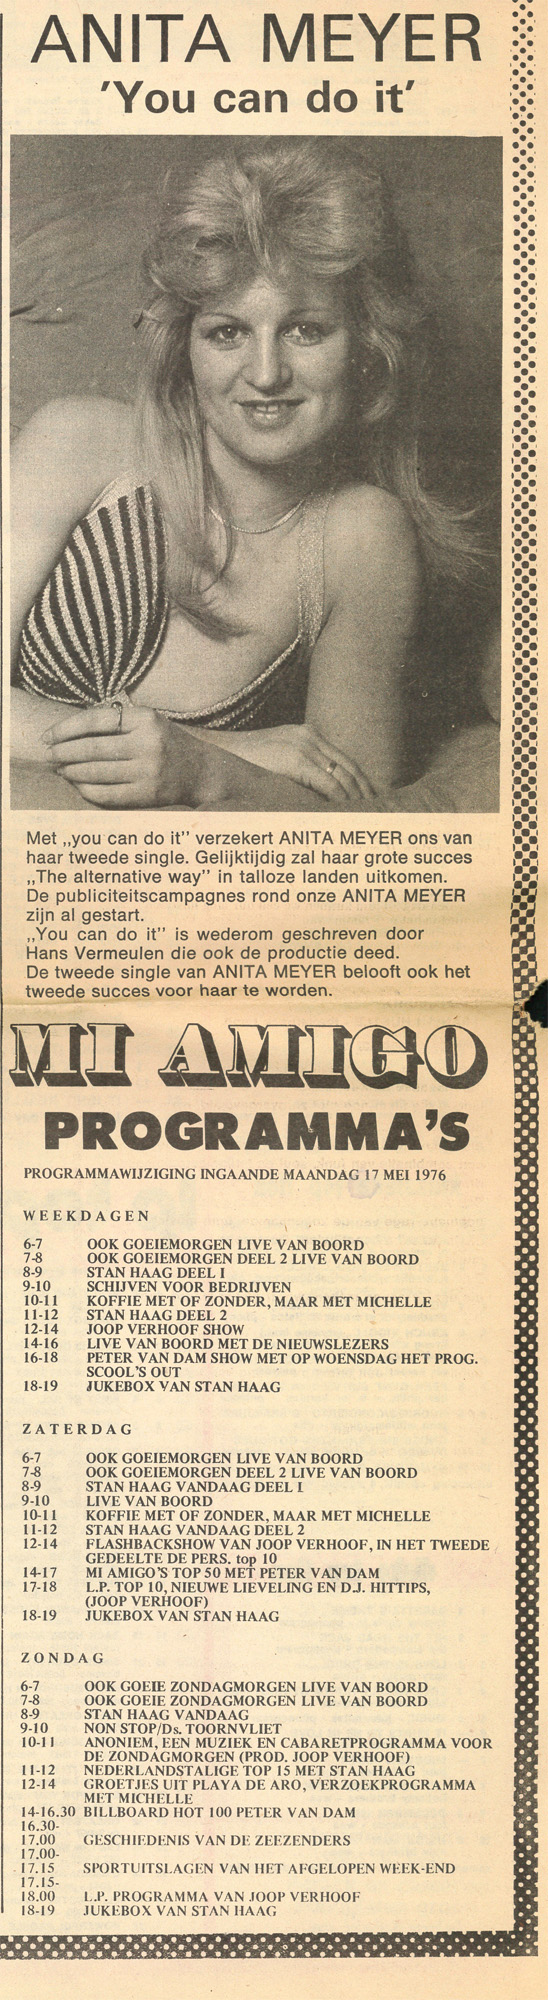 ANITA MEYER
'You can do it'
Met „you can do it” verzekert ANITA MEYER ons van
haar tweede single. Gelijktijdig zal haar grote succes
„The alternative way” in talloze landen uitkomen.
De publiciteitscampagnes rond onze ANITA MEYER
zijn al gestart.
„You can do it” is wederom geschreven door
Hans Vermeulen die ook de productie deed.
De tweede single van ANITA MEYER belooft ook het
tweede succes voor haar te worden.
MI AMIGO
PROGRAMMA'S
PROGRAMMAWIJZIGING INGAANDE MAANDAG 17 MEI 1976
WEEKDAGEN
6-7 OOK GOEIEMORGEN LIVE VAN BOORD
7-8 OOK GOEIEMORGEN DEEL 2 LIVE VAN BOORD
8-9 STAN HAAG DEEL I
9-10 SCHIJVEN VOOR BEDRIJVEN
10-11 KOFFIE MET OF ZONDER, MAAR MET MICHELLE
11-12 STAN HAAG DEEL 2
12-14 JOOP VERHOOF SHOW
14-16 LIVE VAN BOORD MET DE NIEUWSLEZERS
16-18 PETER VAN DAM SHOW MET OP WOENSDAG HET PROG.
SCOOL'S OUT
18-19 JUKEBOX VAN STAN HAAG
ZATERDAG
6-7 OOK GOEIEMORGEN LIVE VAN BOORD
7-8 OOK GOEIEMORGEN DEEL 2 LIVE VAN BOORD
8-9 STAN HAAG VANDAAG DEEL I
9-10 LIVE VAN BOORD
10-11 KOFFIE MET OF ZONDER, MAAR MET MICHELLE
11-12 STAN HAAG VANDAAG DEEL 2
12-14 FLASHBACKSHOW VAN JOOP VERHOOF, IN HET TWEEDE
GEDEELTE DE PERS. top 10
14-17 MI AMIGO'S TOP 50 MET PETER VAN DAM
17-18 L.P. TOP 10, NIEUWE LIEVELING EN D.J. HITTIPS,
(JOOP VERHOOF)
18-19 JUKEBOX VAN STAN HAAG
ZONDAG
6-7 OOK GOEIE ZONDAGMORGEN LIVE VAN BOORD
7-8 OOK GOEIE ZONDAGMORGEN LIVE VAN BOORD
8-9 STAN HAAG VANDAAG
9-10 NON STOP/Ds. TOORNVLIET
10-11 ANONIEM, EEN MUZIEK EN CABARETPROGRAMMA VOOR
DE ZONDAGMORGEN (PROD. JOOP VERHOOF)
11-12 NEDERLANDSTALIGE TOP 15 MET STAN HAAG
12-14 GROETJES UIT PLAYA DE ARO, VERZOEKPROGRAMMA
MET MICHELLE
14-16.30 BILLBOARD HOT 100 PETER VAN DAM
16.30-
17.00 GESCHIEDENIS VAN DE ZEEZENDERS
17.00-
17.15 SPORTUITSLAGEN VAN HET AFGELOPEN WEEK-END
17.15-
18.00 L.P. PROGRAMMA VAN JOOP VERHOOF
18-19 JUKEBOX VAN STAN HAAG